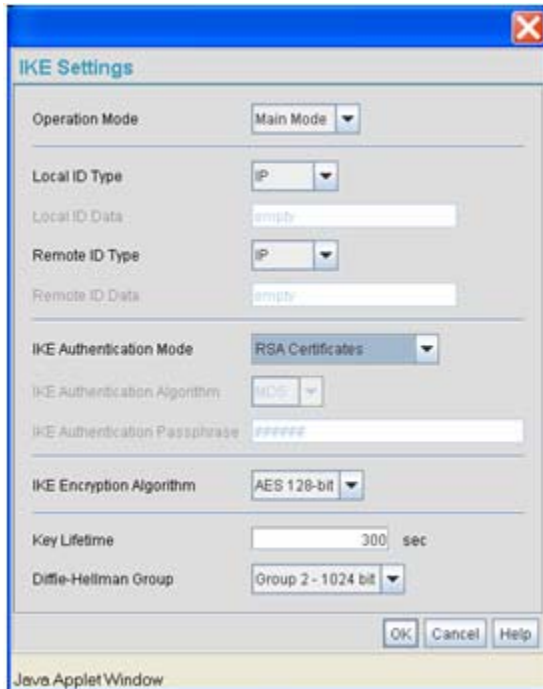 IKE Settings
Operation Mode Main Mode
Local ID Type IP
Local ID Data empty
Remote ID Type IP
Remote ID Data empty
IKE Authentication Mode RSA Certificates
IKE Authentication Algorithm MD5
IKE Authentication Passphrase ######
IKE Encryption Algorithm AES 128-bit
Key Lifetime 300 sec
Diffie-Hellman Group Group 2 - 1024 bit
OK Cancel Help
Java Applet Window